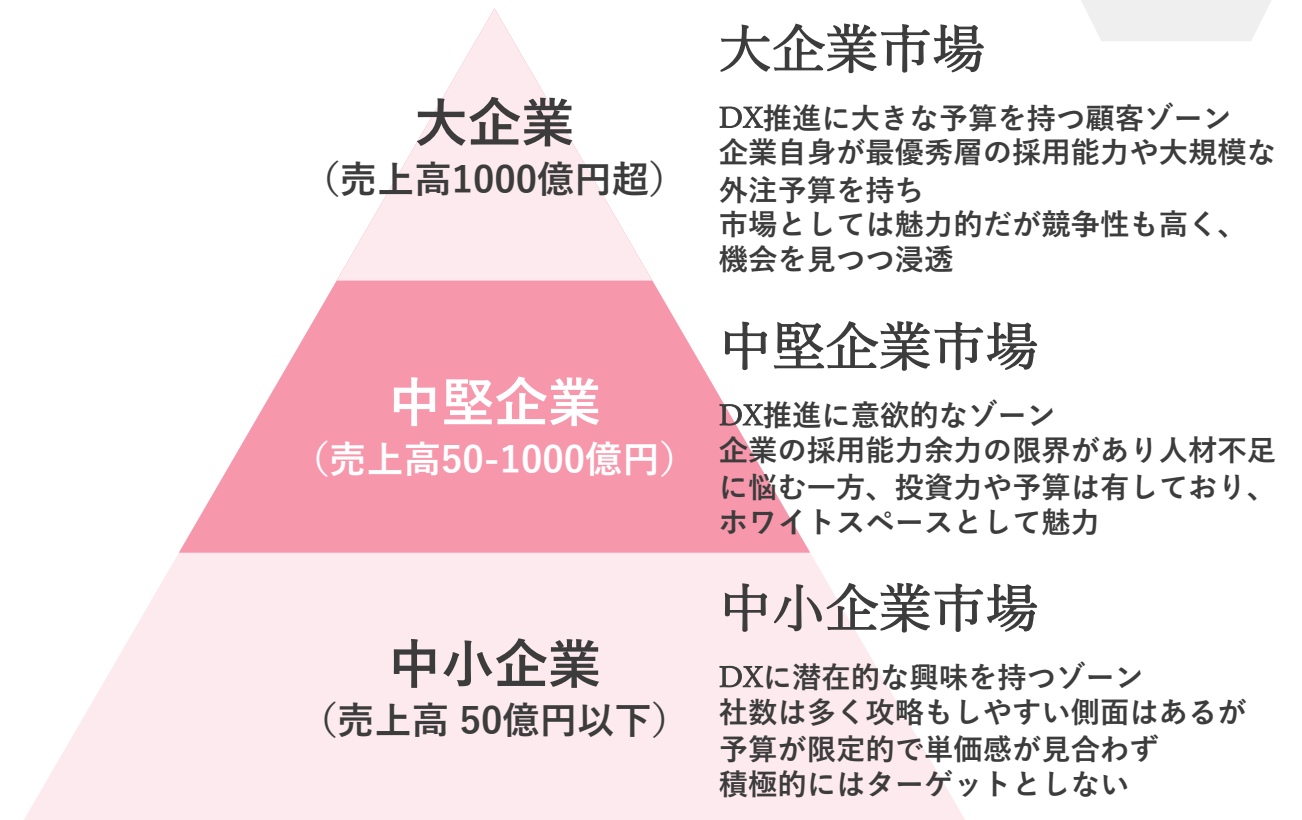 大企業
（売上高1000億円超）
大企業市場
DX推進に大きな予算を持つ顧客ゾーン
企業自身が最優秀層の採用能力や大規模な
外注予算を持ち
市場としては魅力的だが競争性も高く、
機会を見つつ浸透
中堅企業
（売上高50-1000億円）
中堅企業市場
DX推進に意欲的なゾーン
企業の採用能力余力の限界があり人材不足
に悩む一方、投資力や予算は有しており、
ホワイトスペースとして魅力
中小企業
（売上高 50億円以下）
中小企業市場
DXに潜在的な興味を持つゾーン
社数は多く攻略もしやすい側面はあるが
予算が限定的で単価感が見合わず
積極的にはターゲットとしない